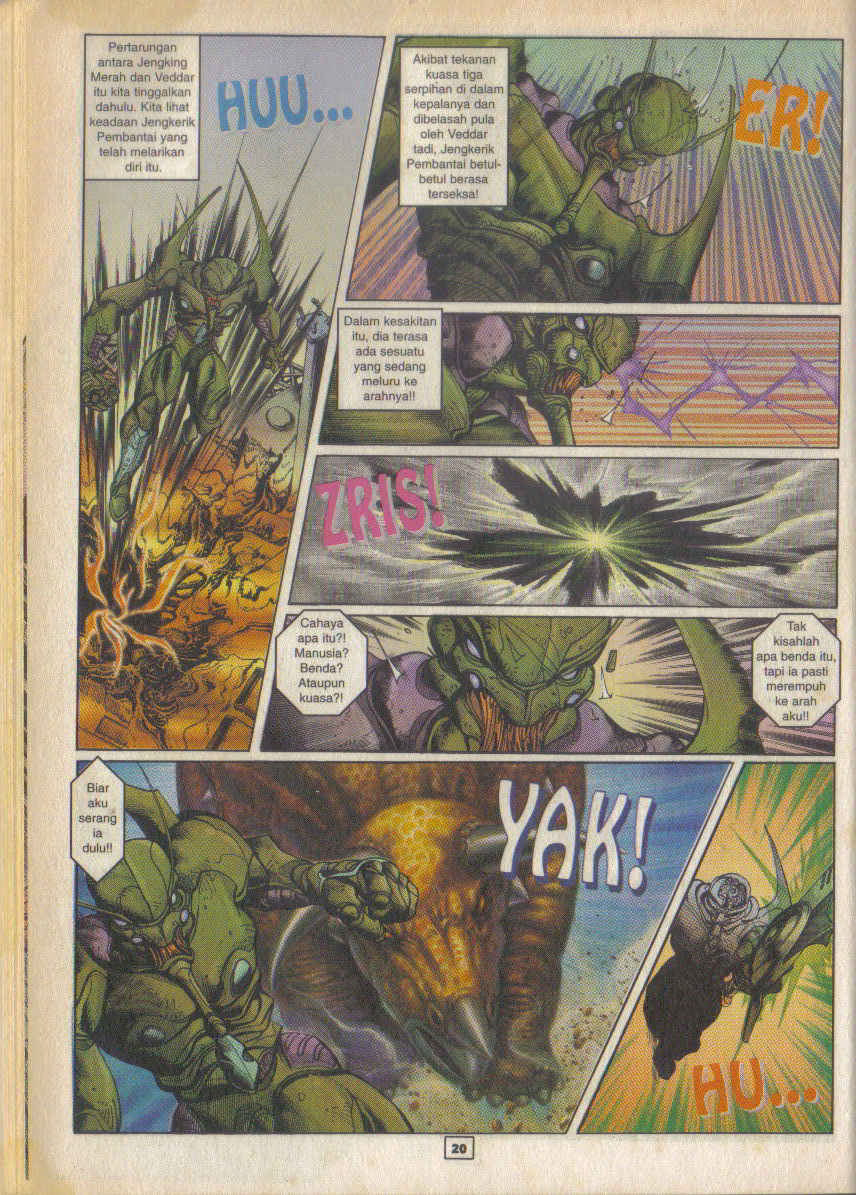 Pertarungan
antara Jengking
Merah dan Veddar
itu kita tinggalkan
dahulu. Kita lihat
keadaan Jengkerik
Pembantai yang
telah melarikan
diri itu.
HUU...
Akibat tekanan
kuasa tiga
serpihan di dalam
kepalanya dan
dibelasah pula
oleh Veddar
tadi, Jengkerik
Pembantai betul-
betul berasa
terseksa!
ER!
Dalam kesakitan
itu, dia terasa
ada sesuatu
yang sedang
meluru ke
arahnya!!
ZRIS!
Cahaya
apa itu?!
Manusia?
Benda?
Ataupun
kuasa?!
Tak
kisahlah
apa benda itu,
tapi ia pasti
merempuh
ke arah
aku!!
Biar
aku
serang
ia
dulu!!
YAK!
HU...
20